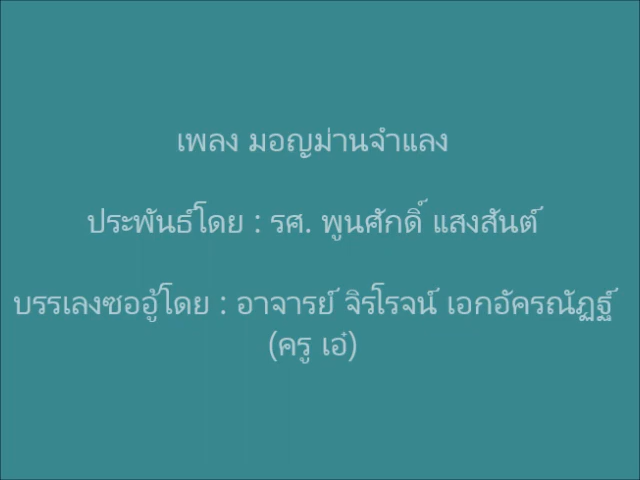 เพลง มอญม่านจำแลง
ประพันธ์โดย : รศ. พูนศักดิ์ แสงสันต์
บรรเลงซออู้โดย : อาจารย์ จิรโรจน์ เอกอัครณัฏฐ์
(ครู เอ๋)